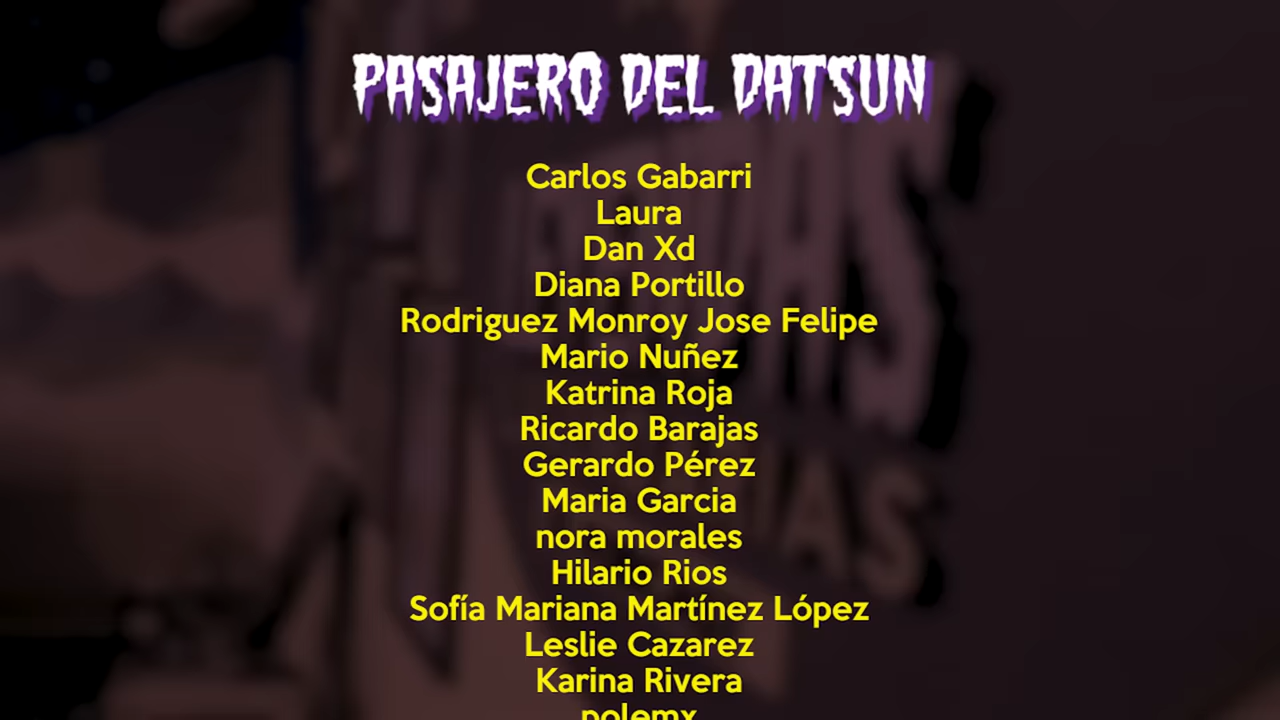 PASAJERO DEL DATSUN
Carlos Gabarri
Laura
Dan Xd
Diana Portillo
Rodriguez Monroy Jose Felipe
Mario Nuñez
Katrina Roja
Ricardo Barajas
Gerardo Pérez
Maria Garcia
nora morales
Hilario Rios
Sofía Mariana Martínez López
Leslie Cazarez
Karina Rivera
polemx